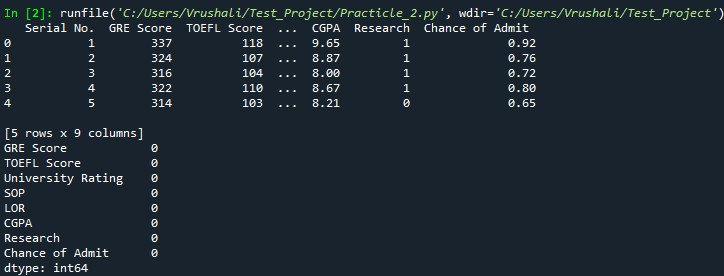 In [2]: runfile('C:/Users/Vrushali/Test_Project/Practicle_2.py', wdir='C:/Users/Vrushali/Test_Project')
   Serial No.  GRE Score  TOEFL Score  ...  CGPA  Research  Chance of Admit
0           1        337          118  ...  9.65         1             0.92
1           2        324          107  ...  8.87         1             0.76
2           3        316          104  ...  8.00         1             0.72
3           4        322          110  ...  8.67         1             0.80
4           5        314          103  ...  8.21         0             0.65
[5 rows x 9 columns]
GRE Score            0
TOEFL Score          0
University Rating    0
SOP                  0
LOR                  0
CGPA                 0
Research             0
Chance of Admit      0
dtype: int64